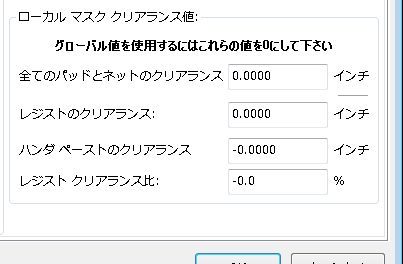 ローカル マスク クリアランス値:
グローバル値を使用するにはこれらの値を0にして下さい
全てのパッドとネットのクリアランス 0.0000 インチ
レジストのクリアランス: 0.0000 インチ
ハンダ ペーストのクリアランス -0.0000 インチ
レジスト クリアランス比: -0.0 %